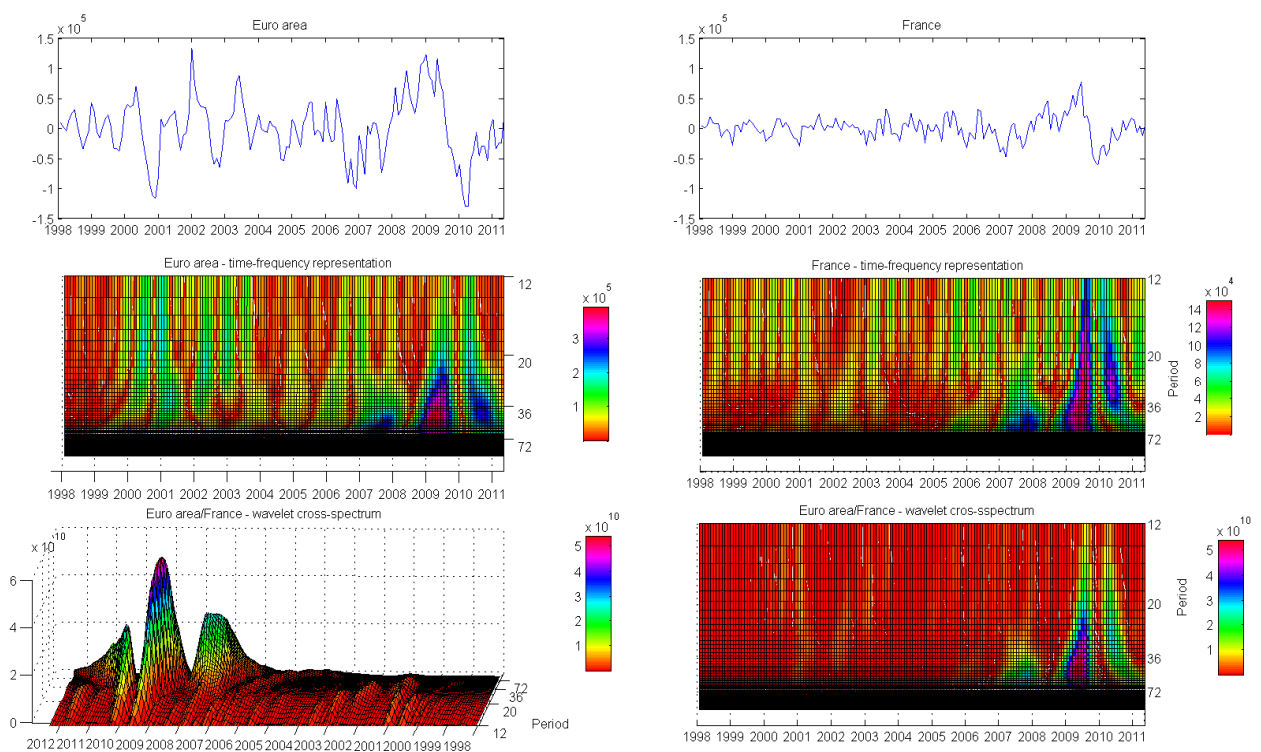 Euro area
x 10^5
1.5
1
0.5
0
-0.5
-1
-1.5
1998 1999 2000 2001 2002 2003 2004 2005 2006 2007 2008 2009 2010 2011
France
x 10^5
1.5
1
0.5
0
-0.5
-1
-1.5
1998 1999 2000 2001 2002 2003 2004 2005 2006 2007 2008 2009 2010 2011
Euro area - time-frequency representation
12
20
36
72
1998 1999 2000 2001 2002 2003 2004 2005 2006 2007 2008 2009 2010 2011
x 10^5
3
2
1
France - time-frequency representation
12
20
36
72
Period
1998 1999 2000 2001 2002 2003 2004 2005 2006 2007 2008 2009 2010 2011
x 10^4
14
12
10
8
6
4
2
Euro area/France - wavelet cross-spectrum
x 10^10
6
4
2
0
72
36
20
12
Period
2012 2011 2010 2009 2008 2007 2006 2005 2004 2003 2002 2001 2000 1999 1998
x 10^10
5
4
3
2
1
Euro area/France - wavelet cros-sspectrum
12
20
36
72
Period
1998 1999 2000 2001 2002 2003 2004 2005 2006 2007 2008 2009 2010 2011
x 10^10
5
4
3
2
1